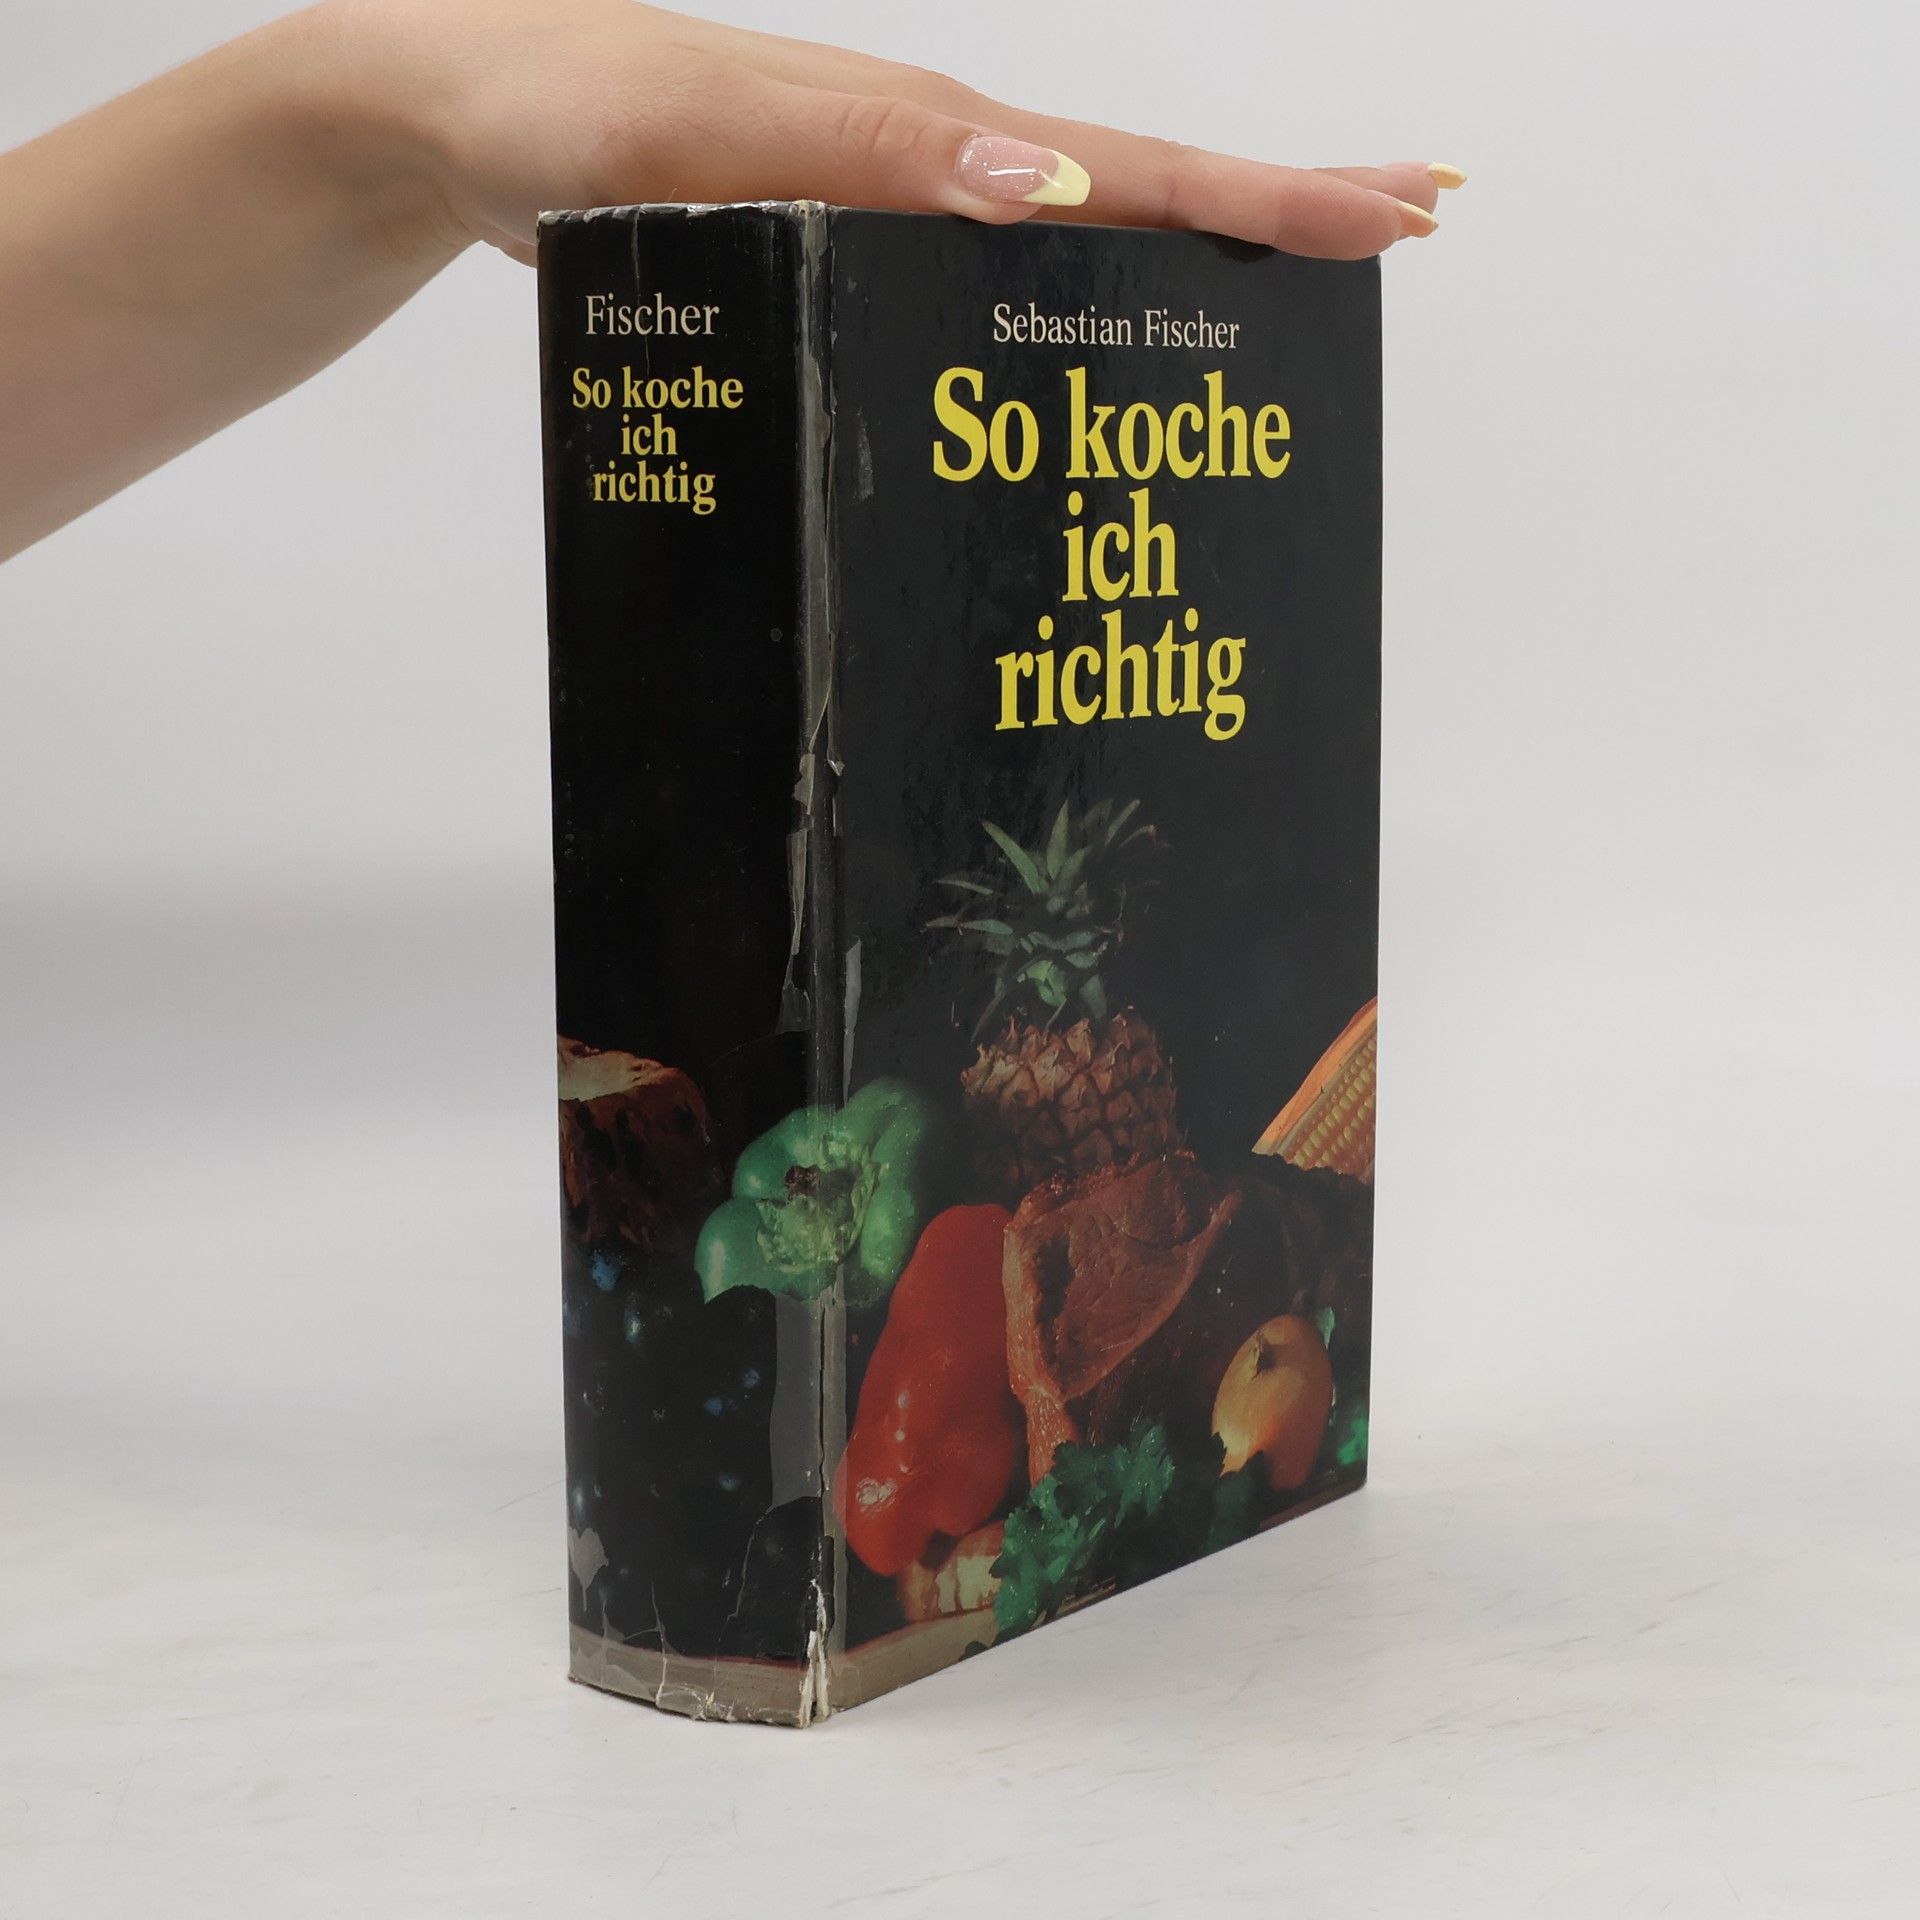 Fischer
So koche
ich
richtig
Sebastian Fischer
So koche
ich
richtig